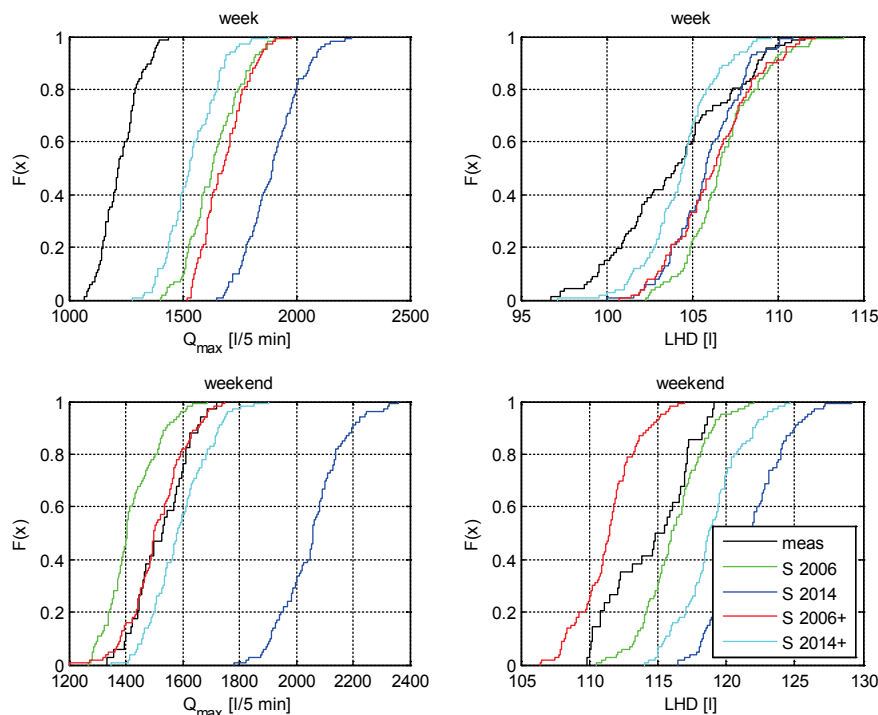 week
1
0.8
0.6
0.4
0.2
0
F(x)
1000 1500 2000 2500
Q_max [l/5 min]
week
1
0.8
0.6
0.4
0.2
0
F(x)
95 100 105 110 115
LHD [l]
weekend
1
0.8
0.6
0.4
0.2
0
F(x)
1200 1400 1600 1800 2000 2200 2400
Q_max [l/5 min]
weekend
1
0.8
0.6
0.4
0.2
0
F(x)
105 110 115 120 125 130
LHD [l]
meas
S 2006
S 2014
S 2006+
S 2014+